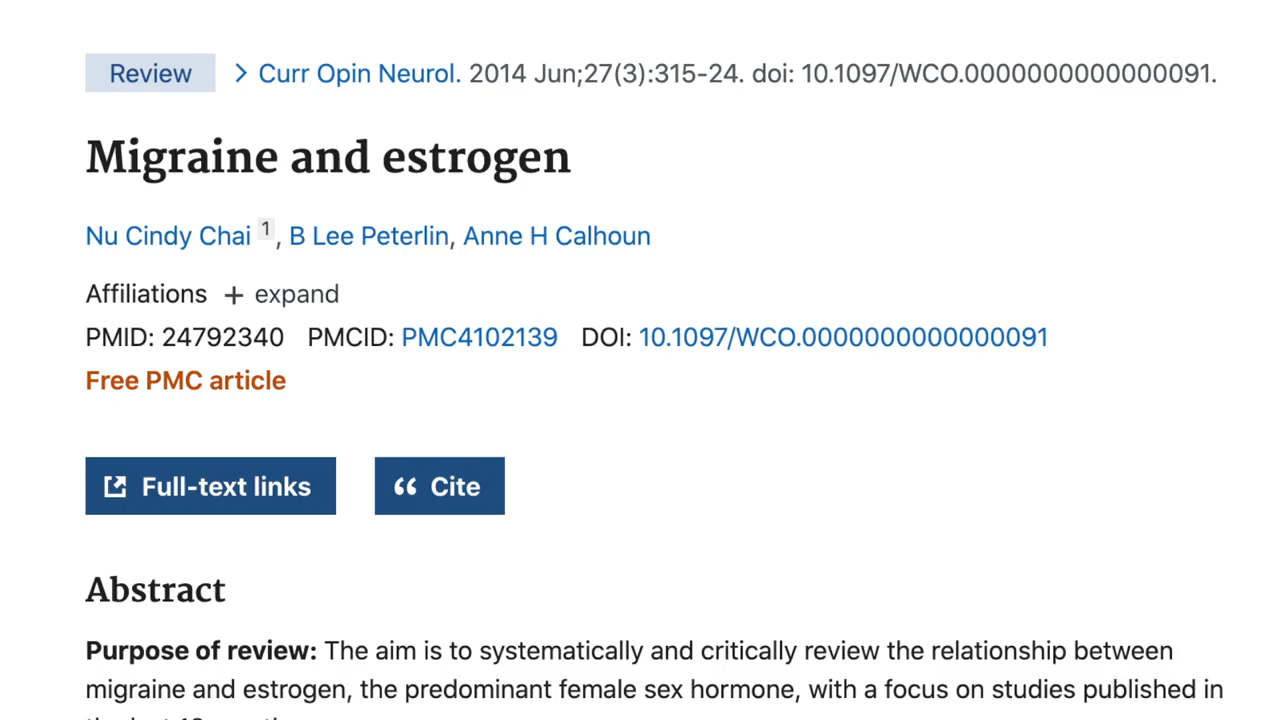 Review > Curr Opin Neurol. 2014 Jun;27(3):315-24. doi: 10.1097/WCO.0000000000000091.
Migraine and estrogen
Nu Cindy Chai 1, B Lee Peterlin, Anne H Calhoun
Affiliations + expand
PMID: 24792340 PMCID: PMC4102139 DOI: 10.1097/WCO.0000000000000091
Free PMC article
Full-text links “ Cite
Abstract
Purpose of review: The aim is to systematically and critically review the relationship between
migraine and estrogen, the predominant female sex hormone, with a focus on studies published in